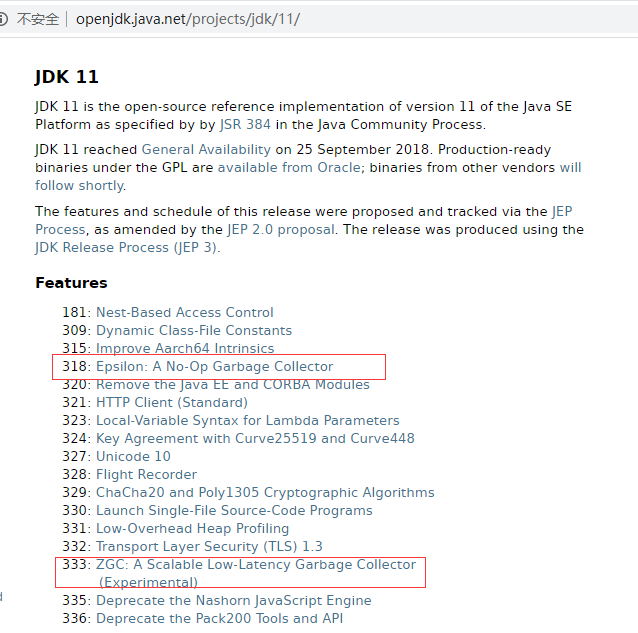 不安全 openjdk.java.net/projects/jdk/11/
JDK 11
JDK 11 is the open-source reference implementation of version 11 of the Java SE
Platform as specified by by JSR 384 in the Java Community Process.
JDK 11 reached General Availability on 25 September 2018. Production-ready
binaries under the GPL are available from Oracle; binaries from other vendors will
follow shortly.
The features and schedule of this release were proposed and tracked via the JEP
Process, as amended by the JEP 2.0 proposal. The release was produced using the
JDK Release Process (JEP 3).
Features
181: Nest-Based Access Control
309: Dynamic Class-File Constants
315: Improve Aarch64 Intrinsics
318: Epsilon: A No-Op Garbage Collector
320: Remove the Java EE and CORBA Modules
321: HTTP Client (Standard)
323: Local-Variable Syntax for Lambda Parameters
324: Key Agreement with Curve25519 and Curve448
327: Unicode 10
328: Flight Recorder
329: ChaCha20 and Poly1305 Cryptographic Algorithms
330: Launch Single-File Source-Code Programs
331: Low-Overhead Heap Profiling
332: Transport Layer Security (TLS) 1.3
333: ZGC: A Scalable Low-Latency Garbage Collector
(Experimental)
335: Deprecate the Nashorn JavaScript Engine
336: Deprecate the Pack200 Tools and API